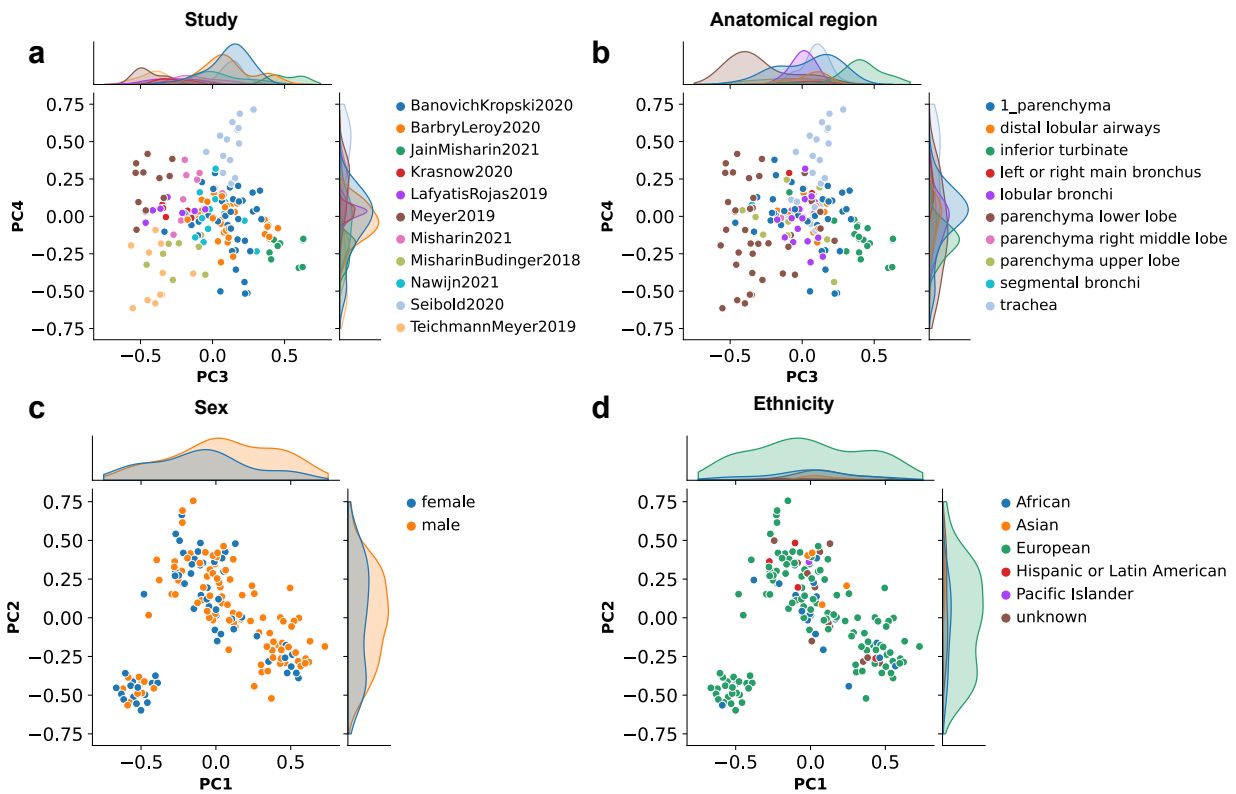 Study
a
0.75
0.50
0.25
0.00
−0.25
−0.50
−0.75
PC4
−0.5
0.0
0.5
PC3
BanovichKropski2020
BarbryLeroy2020
JainMisharin2021
Krasnow2020
LafyatisRojas2019
Meyer2019
Misharin2021
MisharinBudinger2018
Nawijn2021
Seibold2020
TeichmannMeyer2019
Anatomical region
b
0.75
0.50
0.25
0.00
−0.25
−0.50
−0.75
PC4
−0.5
0.0
0.5
PC3
1_parenchyma
distal lobular airways
inferior turbinate
left or right main bronchus
lobular bronchi
parenchyma lower lobe
parenchyma right middle lobe
parenchyma upper lobe
segmental bronchi
trachea
Sex
c
0.75
0.50
0.25
0.00
−0.25
−0.50
−0.75
PC2
−0.5
0.0
0.5
PC1
female
male
Ethnicity
d
0.75
0.50
0.25
0.00
−0.25
−0.50
−0.75
PC2
−0.5
0.0
0.5
PC1
African
Asian
European
Hispanic or Latin American
Pacific Islander
unknown